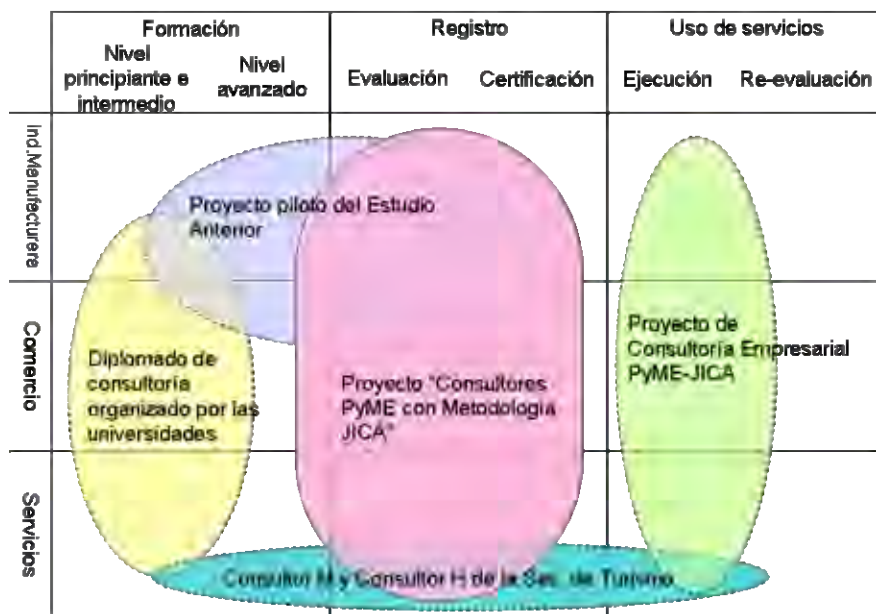 Formación
Registro
Uso de servicios
Nivel
principiante e
intermedio
Nivel
avanzado
Evaluación
Certificación
Ejecución
Re-evaluación
Ind.Manufacturera
Proyecto piloto del Estudio
Anterior
Comercio
Diplomado de
consultoría
organizado por las
universidades
Proyecto "Consultores
PyME con Metodología
JICA"
Proyecto de
Consultoría Empresarial
PyME-JICA
Servicios
Consultor M y Consultor H de la Sec. de Turismo